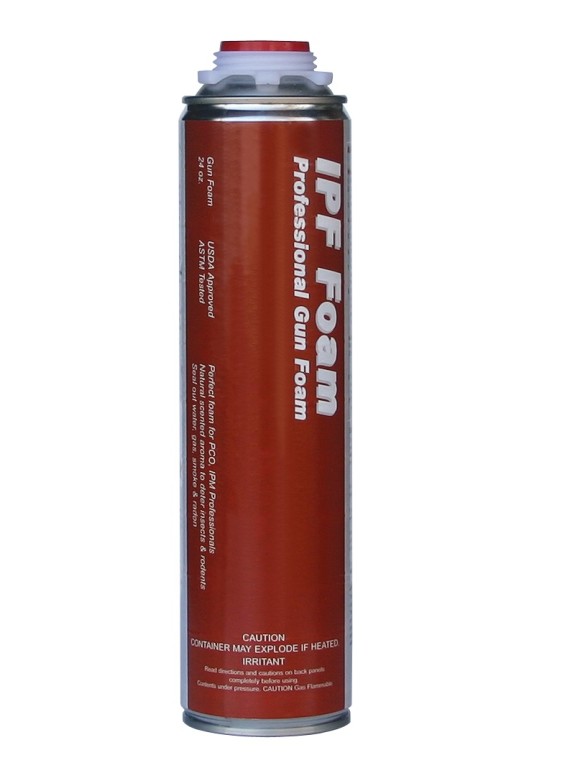 IPF Foam
Professional Gun Foam
Gun Foam
24 oz.
USDA Approved
ASTM Tested
Perfect foam for PCO, IPM Professionals
Natural scented aroma to deter insects & rodents
Seal out water, gas, smoke & radon
CAUTION
CONTAINER MAY EXPLODE IF HEATED.
IRRITANT
Read directions and cautions on back panels
completely before using.
Contents under pressure. CAUTION Gas Flammable.